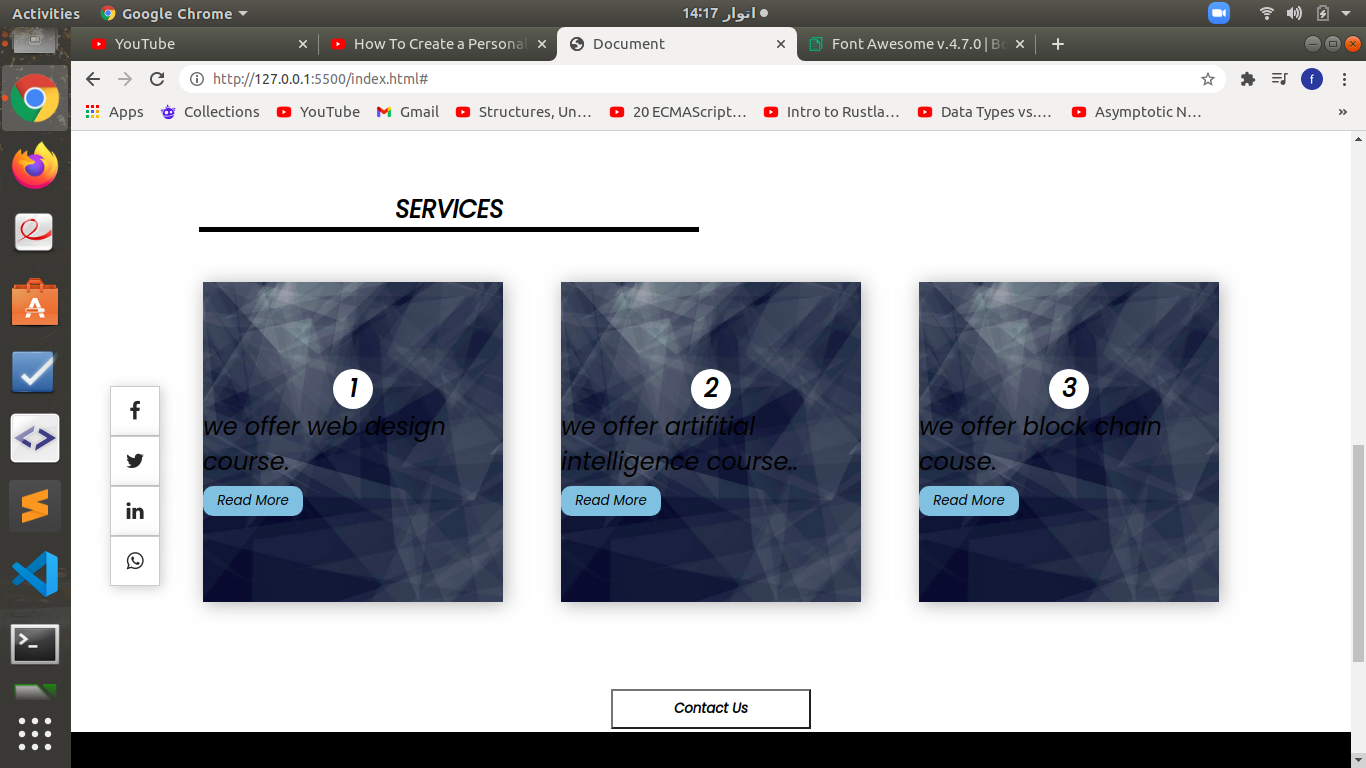 Activities Google Chrome 14:17 اتوار
YouTube How To Create a Personal Document Font Awesome v.4.7.0 | Bo
http://127.0.0.1:5500/index.html# f
Apps Collections YouTube Gmail Structures, Un... 20 ECMAScript... Intro to Rustla... Data Types vs.... Asymptotic N... »
SERVICES
1
we offer web design
course.
Read More
2
we offer artifitial
intelligence course..
Read More
3
we offer block chain
couse.
Read More
Contact Us